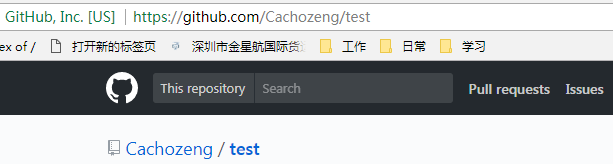 GitHub, Inc. [US] https://github.com/Cachozeng/test
ex of / 打开新的标签页 深圳市金星航国际货 工作 日常 学习
This repository Search Pull requests Issues
Cachozeng / test